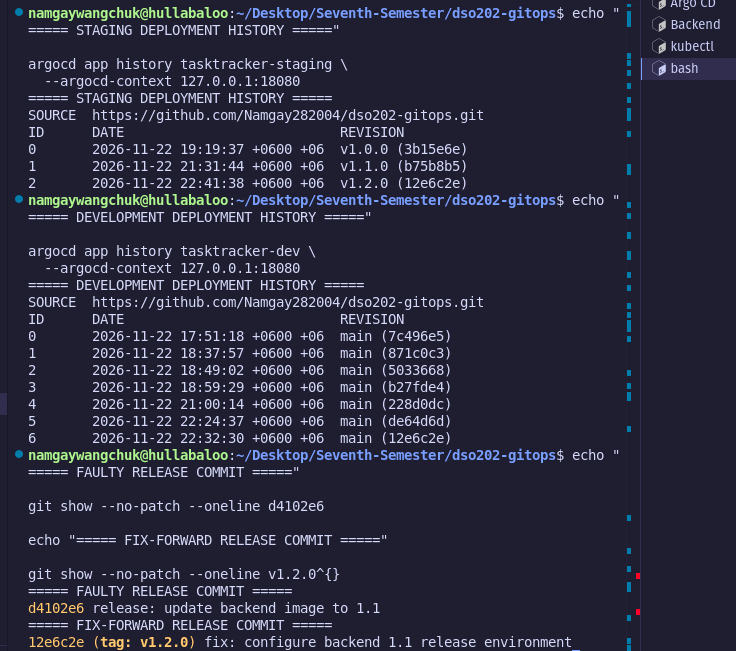 namgaywangchuk@hullabaloo:~/Desktop/Seventh-Semester/dso202-gitops$ echo "
===== STAGING DEPLOYMENT HISTORY ====="
argocd app history tasktracker-staging \
  --argocd-context 127.0.0.1:18080
===== STAGING DEPLOYMENT HISTORY =====
SOURCE  https://github.com/Namgay282004/dso202-gitops.git
ID      DATE                           REVISION
0       2026-11-22 19:19:37 +0600 +06  v1.0.0 (3b15e6e)
1       2026-11-22 21:31:44 +0600 +06  v1.1.0 (b75b8b5)
2       2026-11-22 22:41:38 +0600 +06  v1.2.0 (12e6c2e)
namgaywangchuk@hullabaloo:~/Desktop/Seventh-Semester/dso202-gitops$ echo "
===== DEVELOPMENT DEPLOYMENT HISTORY ====="
argocd app history tasktracker-dev \
  --argocd-context 127.0.0.1:18080
===== DEVELOPMENT DEPLOYMENT HISTORY =====
SOURCE  https://github.com/Namgay282004/dso202-gitops.git
ID      DATE                           REVISION
0       2026-11-22 17:51:18 +0600 +06  main (7c496e5)
1       2026-11-22 18:37:57 +0600 +06  main (871c0c3)
2       2026-11-22 18:49:02 +0600 +06  main (5033668)
3       2026-11-22 18:59:29 +0600 +06  main (b27fde4)
4       2026-11-22 21:00:14 +0600 +06  main (228d0dc)
5       2026-11-22 22:24:37 +0600 +06  main (de64d6d)
6       2026-11-22 22:32:30 +0600 +06  main (12e6c2e)
namgaywangchuk@hullabaloo:~/Desktop/Seventh-Semester/dso202-gitops$ echo "
===== FAULTY RELEASE COMMIT ====="
git show --no-patch --oneline d4102e6
echo "===== FIX-FORWARD RELEASE COMMIT ====="
git show --no-patch --oneline v1.2.0^{}
===== FAULTY RELEASE COMMIT =====
d4102e6 release: update backend image to 1.1
===== FIX-FORWARD RELEASE COMMIT =====
12e6c2e (tag: v1.2.0) fix: configure backend 1.1 release environment
Argo CD
Backend
kubectl
bash